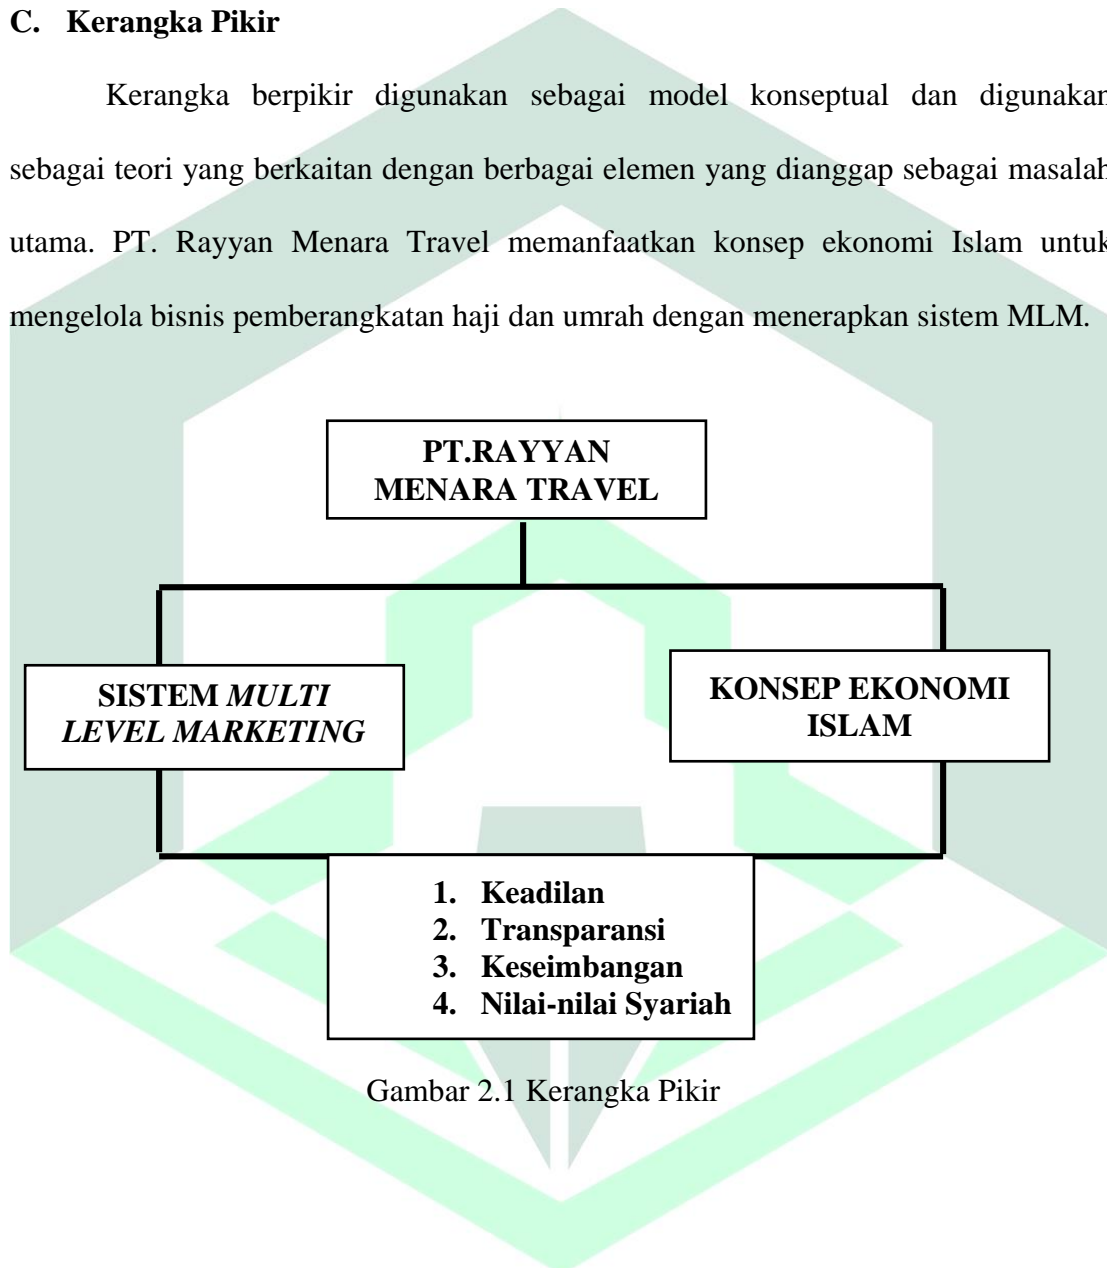 C. Kerangka Pikir
Kerangka berpikir digunakan sebagai model konseptual dan digunakan
sebagai teori yang berkaitan dengan berbagai elemen yang dianggap sebagai masalah
utama. PT. Rayyan Menara Travel memanfaatkan konsep ekonomi Islam untuk
mengelola bisnis pemberangkatan haji dan umrah dengan menerapkan sistem MLM.
PT.RAYYAN
MENARA TRAVEL
SISTEM MULTI
LEVEL MARKETING
KONSEP EKONOMI
ISLAM
1. Keadilan
2. Transparansi
3. Keseimbangan
4. Nilai-nilai Syariah
Gambar 2.1 Kerangka Pikir